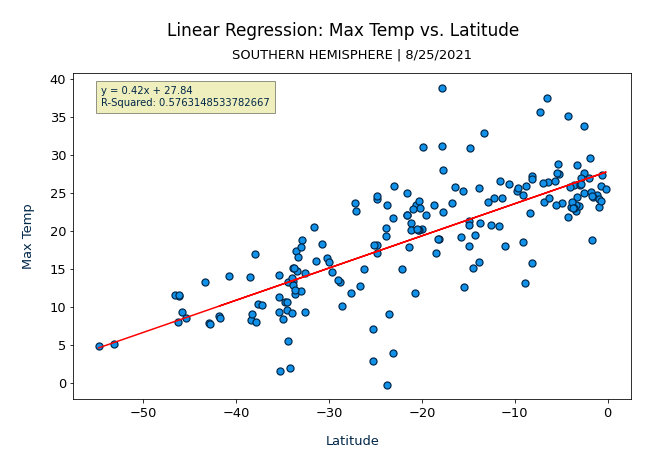 Linear Regression: Max Temp vs. Latitude
SOUTHERN HEMISPHERE | 8/25/2021
y = 0.42x + 27.84
R-Squared: 0.5763148533782667
Max Temp
40
35
30
25
20
15
10
5
0
−50
−40
−30
−20
−10
0
Latitude